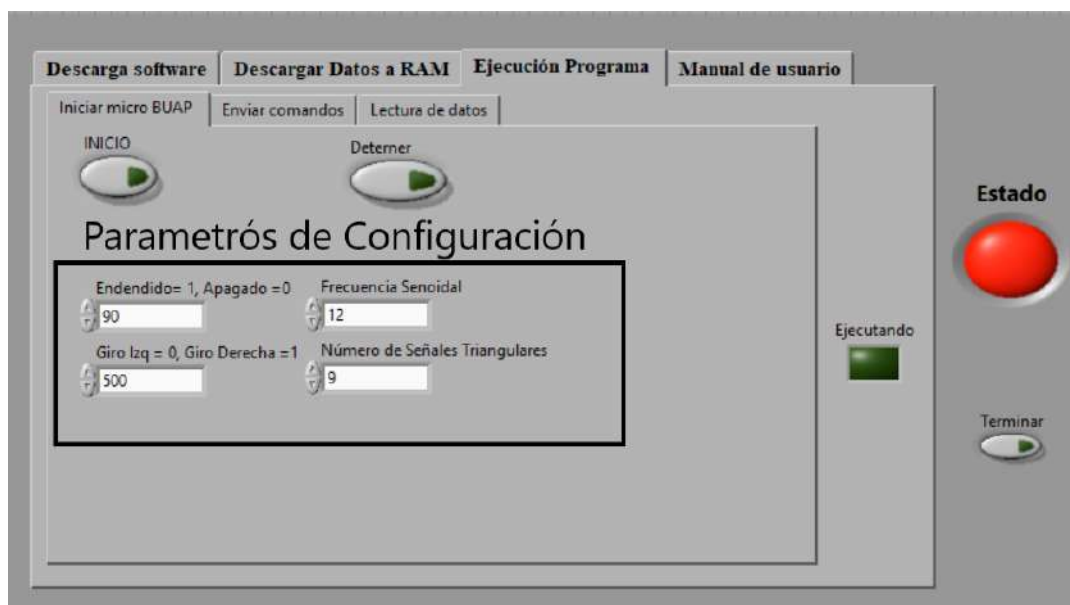 Descarga software Descargar Datos a RAM Ejecución Programa Manual de usuario
Iniciar micro BUAP Enviar comandos Lectura de datos
INICIO Deterner
Estado
Parametrós de Configuración
Endendido= 1, Apagado =0 Frecuencia Senoidal
90 12
Ejecutando
Giro Izq = 0, Giro Derecha =1 Número de Señales Triangulares
500 9
Terminar